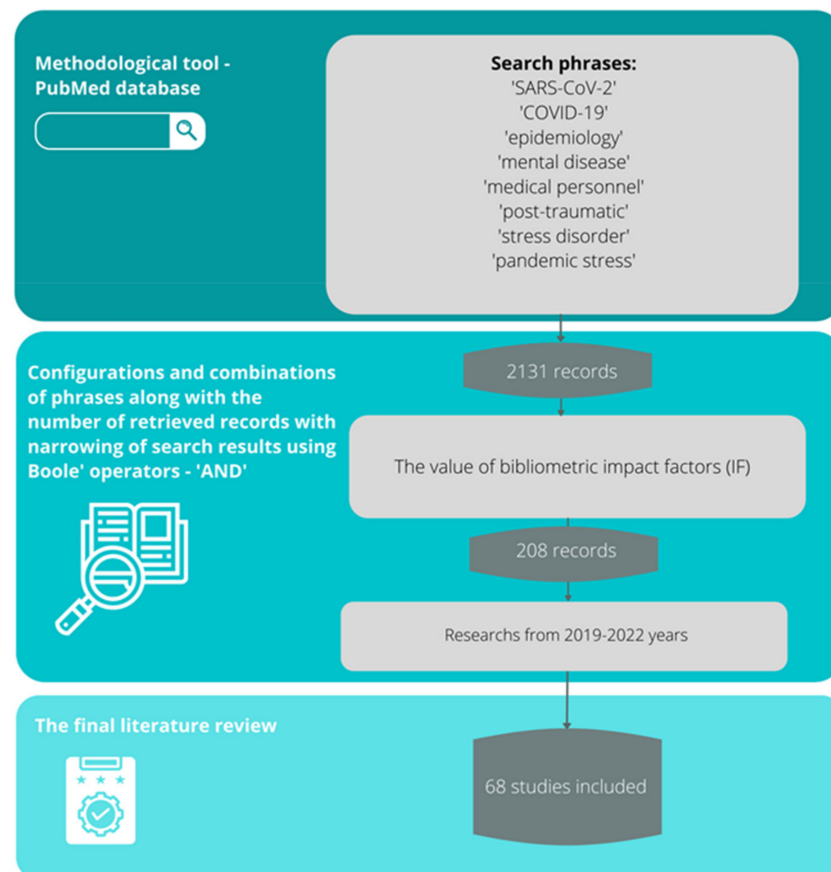 Methodological tool -
PubMed database
Search phrases:
'SARS-CoV-2'
'COVID-19'
'epidemiology'
'mental disease'
'medical personnel'
'post-traumatic'
'stress disorder'
'pandemic stress'
Configurations and combinations
of phrases along with the
number of retrieved records with
narrowing of search results using
Boole' operators - 'AND'
2131 records
The value of bibliometric impact factors (IF)
208 records
Researchs from 2019-2022 years
The final literature review
68 studies included